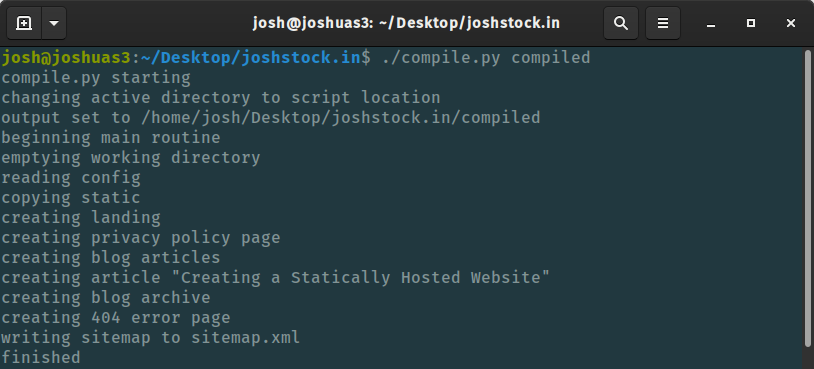 josh@joshuas3: ~/Desktop/joshstock.in
josh@joshuas3:~/Desktop/joshstock.in$ ./compile.py compiled
compile.py starting
changing active directory to script location
output set to /home/josh/Desktop/joshstock.in/compiled
beginning main routine
emptying working directory
reading config
copying static
creating landing
creating privacy policy page
creating blog articles
creating article "Creating a Statically Hosted Website"
creating blog archive
creating 404 error page
writing sitemap to sitemap.xml
finished